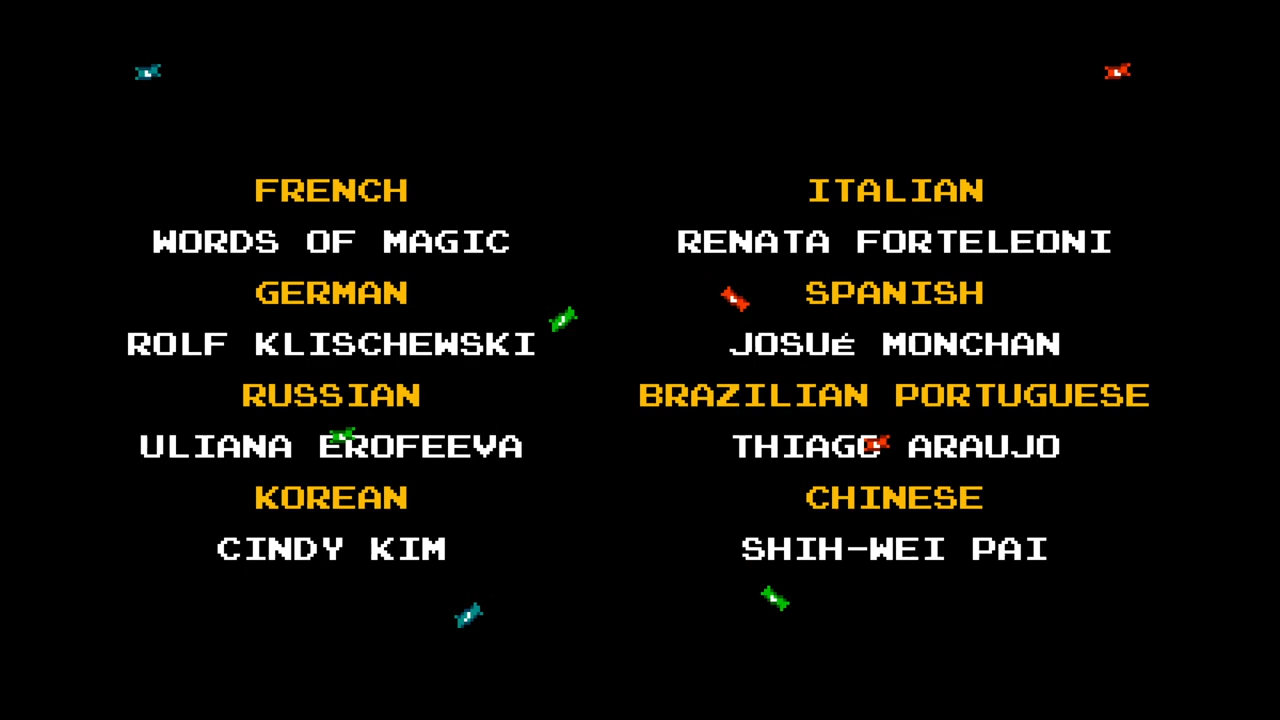 FRENCH
WORDS OF MAGIC
GERMAN
ROLF KLISCHEWSKI
RUSSIAN
ULIANA EROFEEVA
KOREAN
CINDY KIM
ITALIAN
RENATA FORTELEONI
SPANISH
JOSUé MONCHAN
BRAZILIAN PORTUGUESE
THIAGO ARAUJO
CHINESE
SHIH-WEI PAI